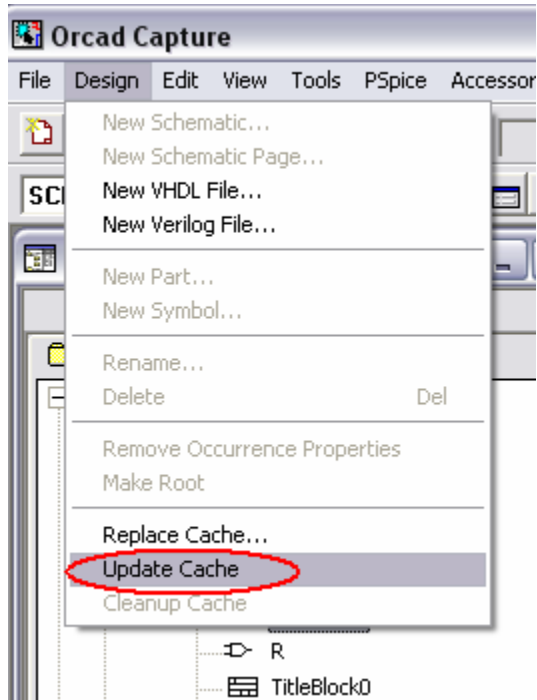 Orcad Capture
File Design Edit View Tools PSpice Accessor
New Schematic...
New Schematic Page...
SCI
New VHDL File...
New Verilog File...
New Part...
New Symbol...
Rename...
Delete Del
Remove Occurrence Properties
Make Root
Replace Cache...
Update Cache
Cleanup Cache
R
TitleBlock0